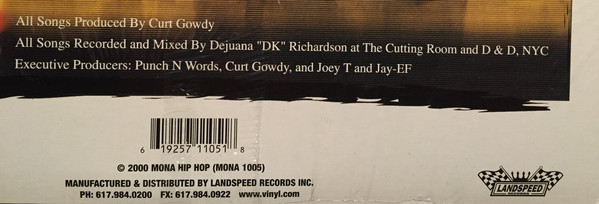 All Songs Produced By Curt Gowdy
All Songs Recorded and Mixed By Dejuana "DK" Richardson at The Cutting Room and D & D, NYC
Executive Producers: Punch N Words, Curt Gowdy, and Joey T and Jay-EF
6 19257 11051 8
© 2000 MONA HIP HOP (MONA 1005)
MANUFACTURED & DISTRIBUTED BY LANDSPEED RECORDS INC.
PH: 617.984.0200 FX: 617.984.0922 www.vinyl.com
LANDSPEED
RECORDS